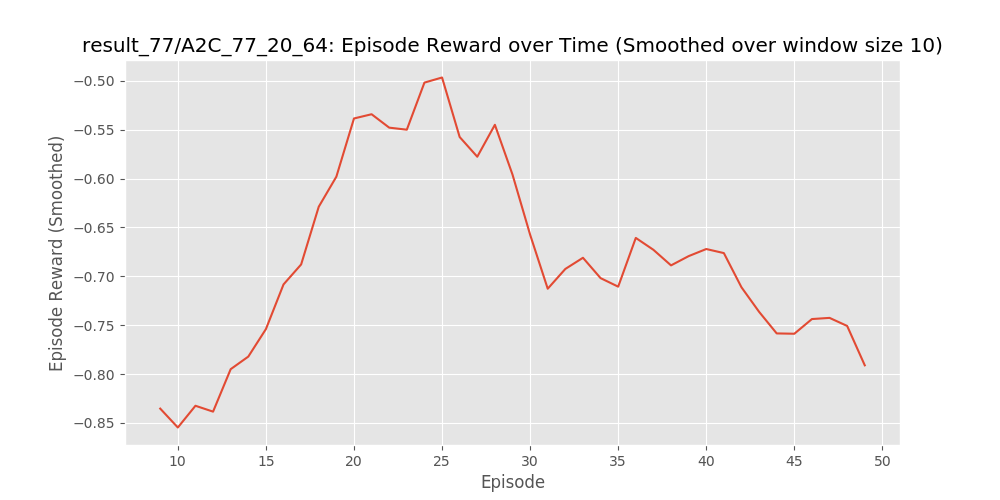 result_77/A2C_77_20_64: Episode Reward over Time (Smoothed over window size 10)
Episode Reward (Smoothed)
−0.50
−0.55
−0.60
−0.65
−0.70
−0.75
−0.80
−0.85
10 15 20 25 30 35 40 45 50
Episode